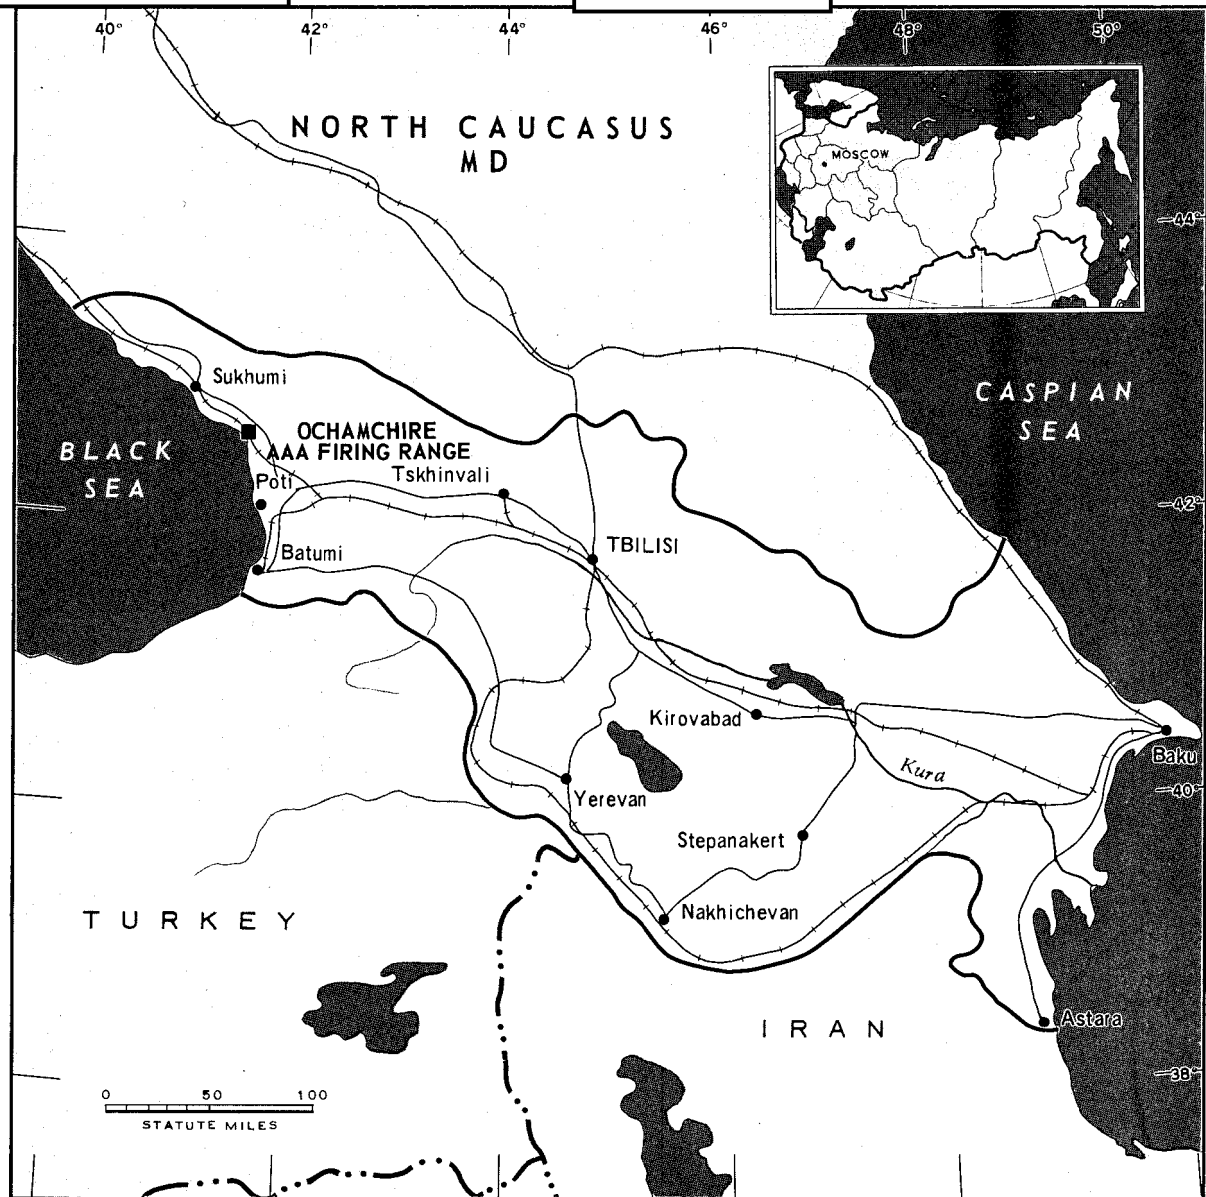 40°
42°
44°
46°
48°
50°
NORTH CAUCASUS
MD
MOSCOW
44°
Sukhumi
CASPIAN
SEA
OCHAMCHIRE
AAA FIRING RANGE
BLACK
SEA
Tskhinvali
Poti
42°
TBILISI
Batumi
Kirovabad
Baku
Kura
40°
Yerevan
Stepanakert
TURKEY
Nakhichevan
IRAN
Astara
38°
0 50 100
STATUTE MILES